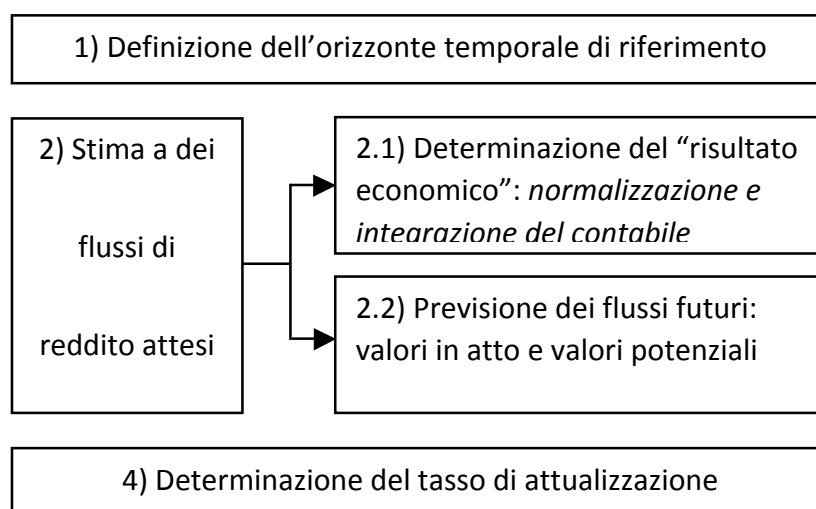 1) Definizione dell’orizzonte temporale di riferimento
2) Stima a dei
flussi di
reddito attesi
2.1) Determinazione del “risultato
economico”: normalizzazione e
integrazione del contabile
2.2) Previsione dei flussi futuri:
valori in atto e valori potenziali
4) Determinazione del tasso di attualizzazione